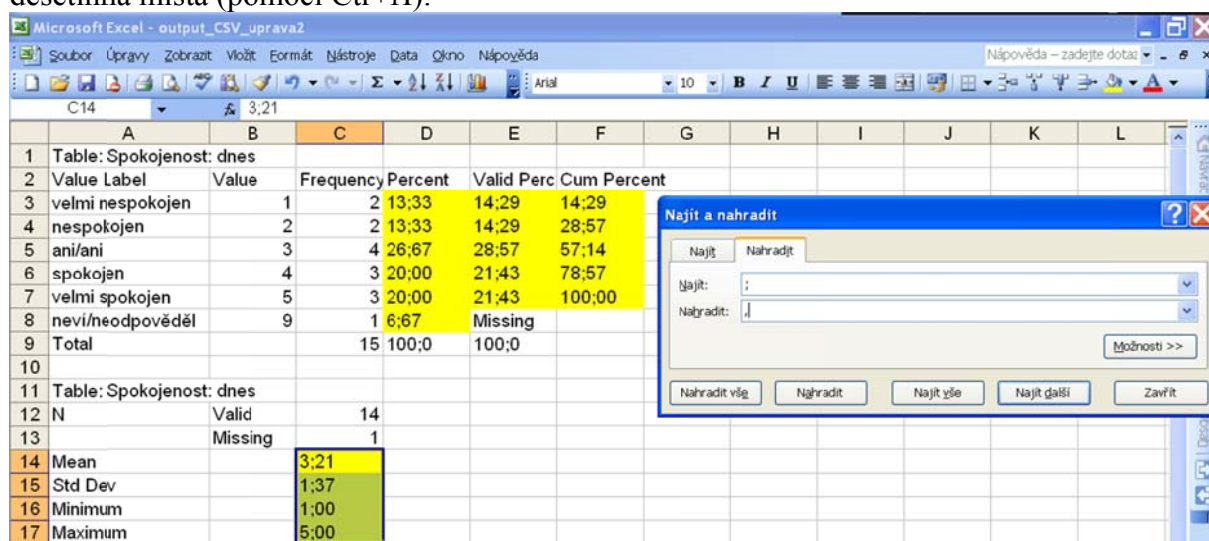 desetinná místa (pomocí Ctrl+H).
Microsoft Excel - output_CSV_uprava2
Soubor Úpravy Zobrazit Vložit Formát Nástroje Data Okno Nápověda Nápověda – zadejte dotaz
Arial 10 B I U
C14 fx 3;21
A B C D E F G H I J K L
1 Table: Spokojenost: dnes
2 Value Label Value Frequency Percent Valid Perc Cum Percent
3 velmi nespokojen 1 2 13;33 14;29 14;29
4 nespokojen 2 2 13;33 14;29 28;57
5 ani/ani 3 4 26;67 28;57 57;14
6 spokojen 4 3 20;00 21;43 78;57
7 velmi spokojen 5 3 20;00 21;43 100;00
8 neví/neodpověděl 9 1 6;67 Missing
9 Total 15 100;0 100;0
10
11 Table: Spokojenost: dnes
12 N Valid 14
13 Missing 1
14 Mean 3;21
15 Std Dev 1;37
16 Minimum 1;00
17 Maximum 5;00
Najít a nahradit
Najít Nahradit
Najít: ;
Nahradit: ,
Možnosti >>
Nahradit vše Nahradit Najít vše Najít další Zavřít